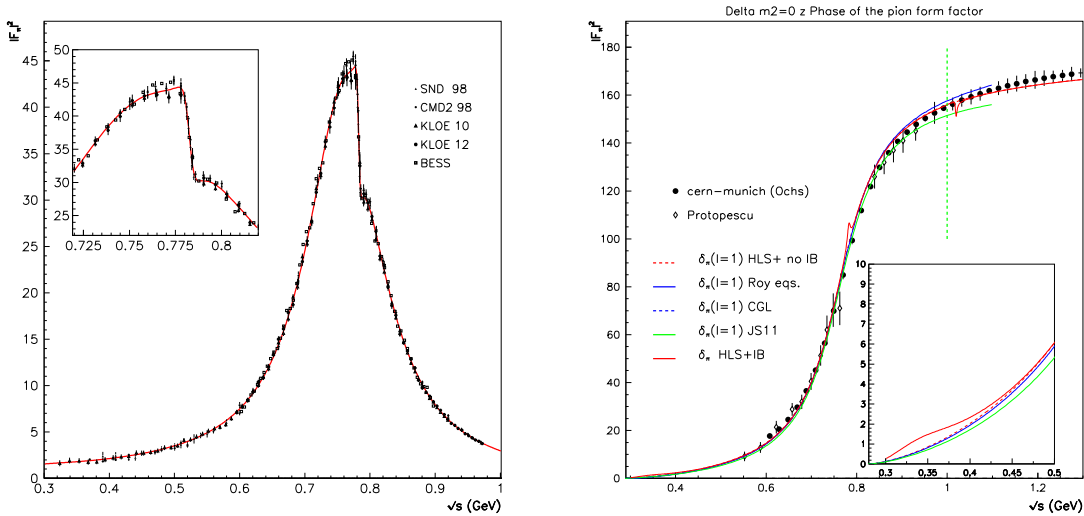 |F_π|²
45
40
35
30
25
20
15
10
5
0
0.3 0.4 0.5 0.6 0.7 0.8 0.9 1
√s (GeV)
50
45
40
35
30
25
0.725 0.75 0.775 0.8
SND 98
CMD2 98
KLOE 10
KLOE 12
BESS
Delta m2=0 z Phase of the pion form factor
|F_π|²
180
160
140
120
100
80
60
40
20
0
0.4 0.6 0.8 1 1.2
√s (GeV)
cern-munich (Ochs)
Protopescu
δ_π(I=1) HLS+ no IB
δ_π(I=1) Roy eqs.
δ_π(I=1) CGL
δ_π(I=1) JS11
δ_π HLS+IB
10
9
8
7
6
5
4
3
2
1
0
0.3 0.35 0.4 0.45 0.5